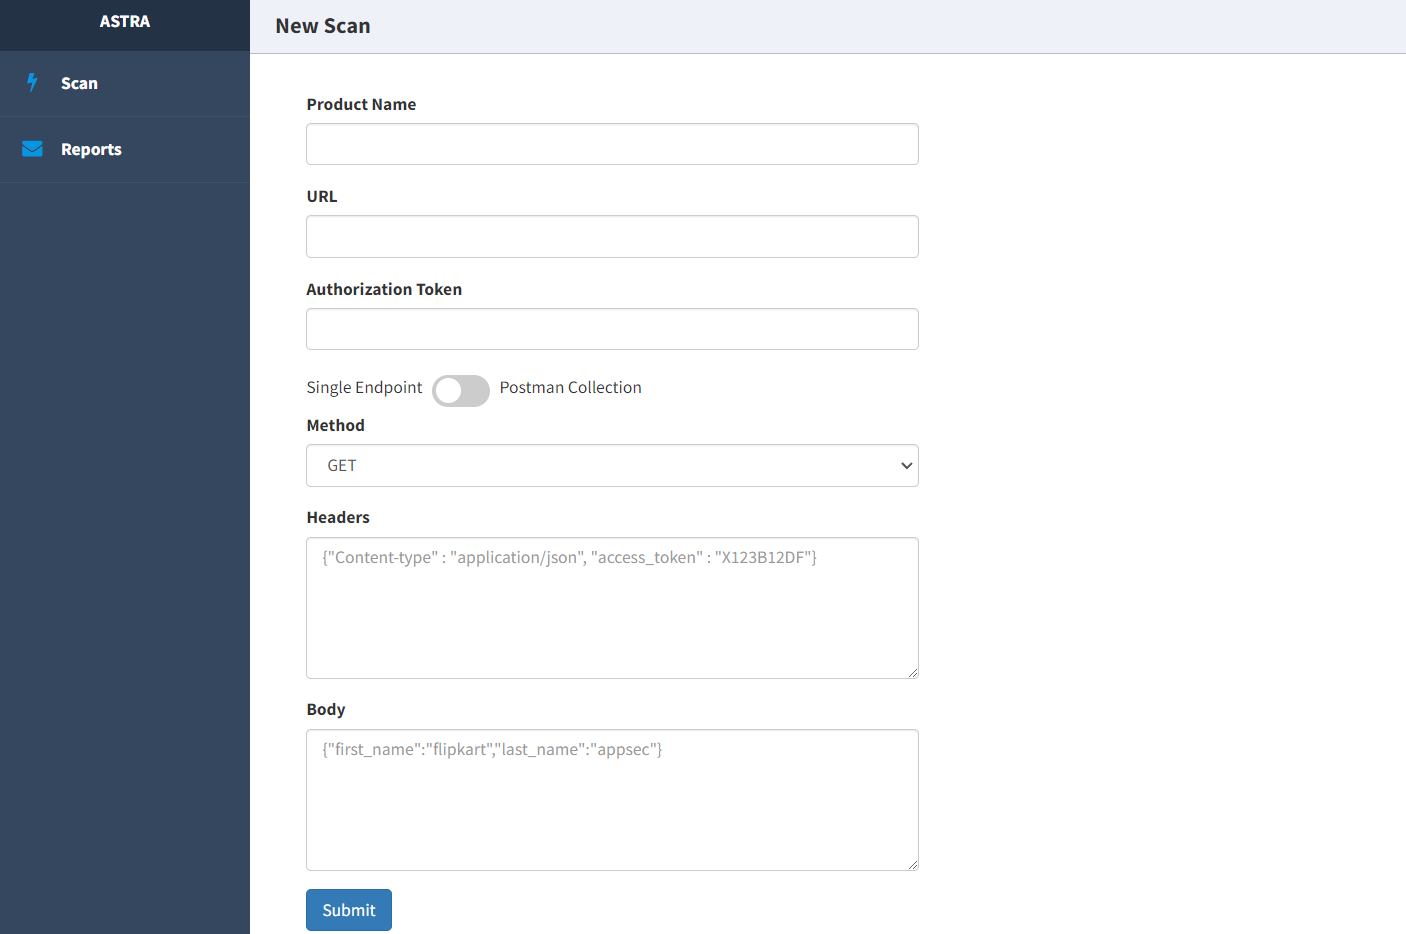 ASTRA
New Scan
Scan
Reports
Product Name
URL
Authorization Token
Single Endpoint Postman Collection
Method
GET
Headers
{"Content-type" : "application/json", "access_token" : "X123B12DF"}
Body
{"first_name":"flipkart","last_name":"appsec"}
Submit